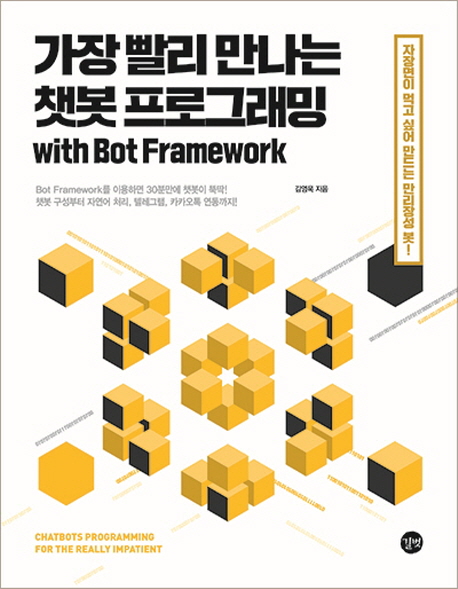 가장 빨리 만나는
챗봇 프로그래밍
with Bot Framework
자장면이 먹고 싶어 만드는 만리장성 봇!
Bot Framework를 이용하면 30분만에 챗봇이 뚝딱!
챗봇 구성부터 자연어 처리, 텔레그램, 카카오톡 연동까지!
김영욱 지음
CHATBOTS PROGRAMMING
FOR THE REALLY IMPATIENT
길벗